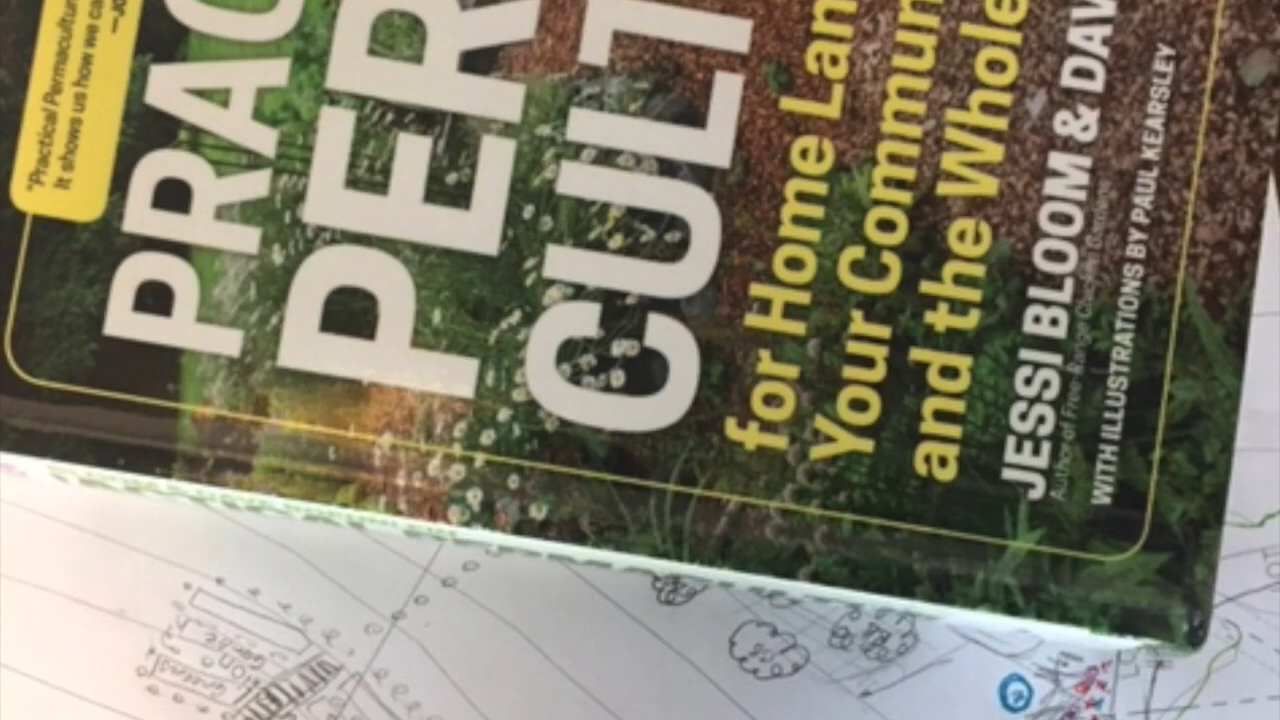 "Practical Permacultur
It shows us how we ca
PRAC
PER
CULT
for Home Lan
Your Commun
and the Whole
JESSI BLOOM & DAV
Author of Free-Range Chicken Gardens
WITH ILLUSTRATIONS BY PAUL KEARSLEY